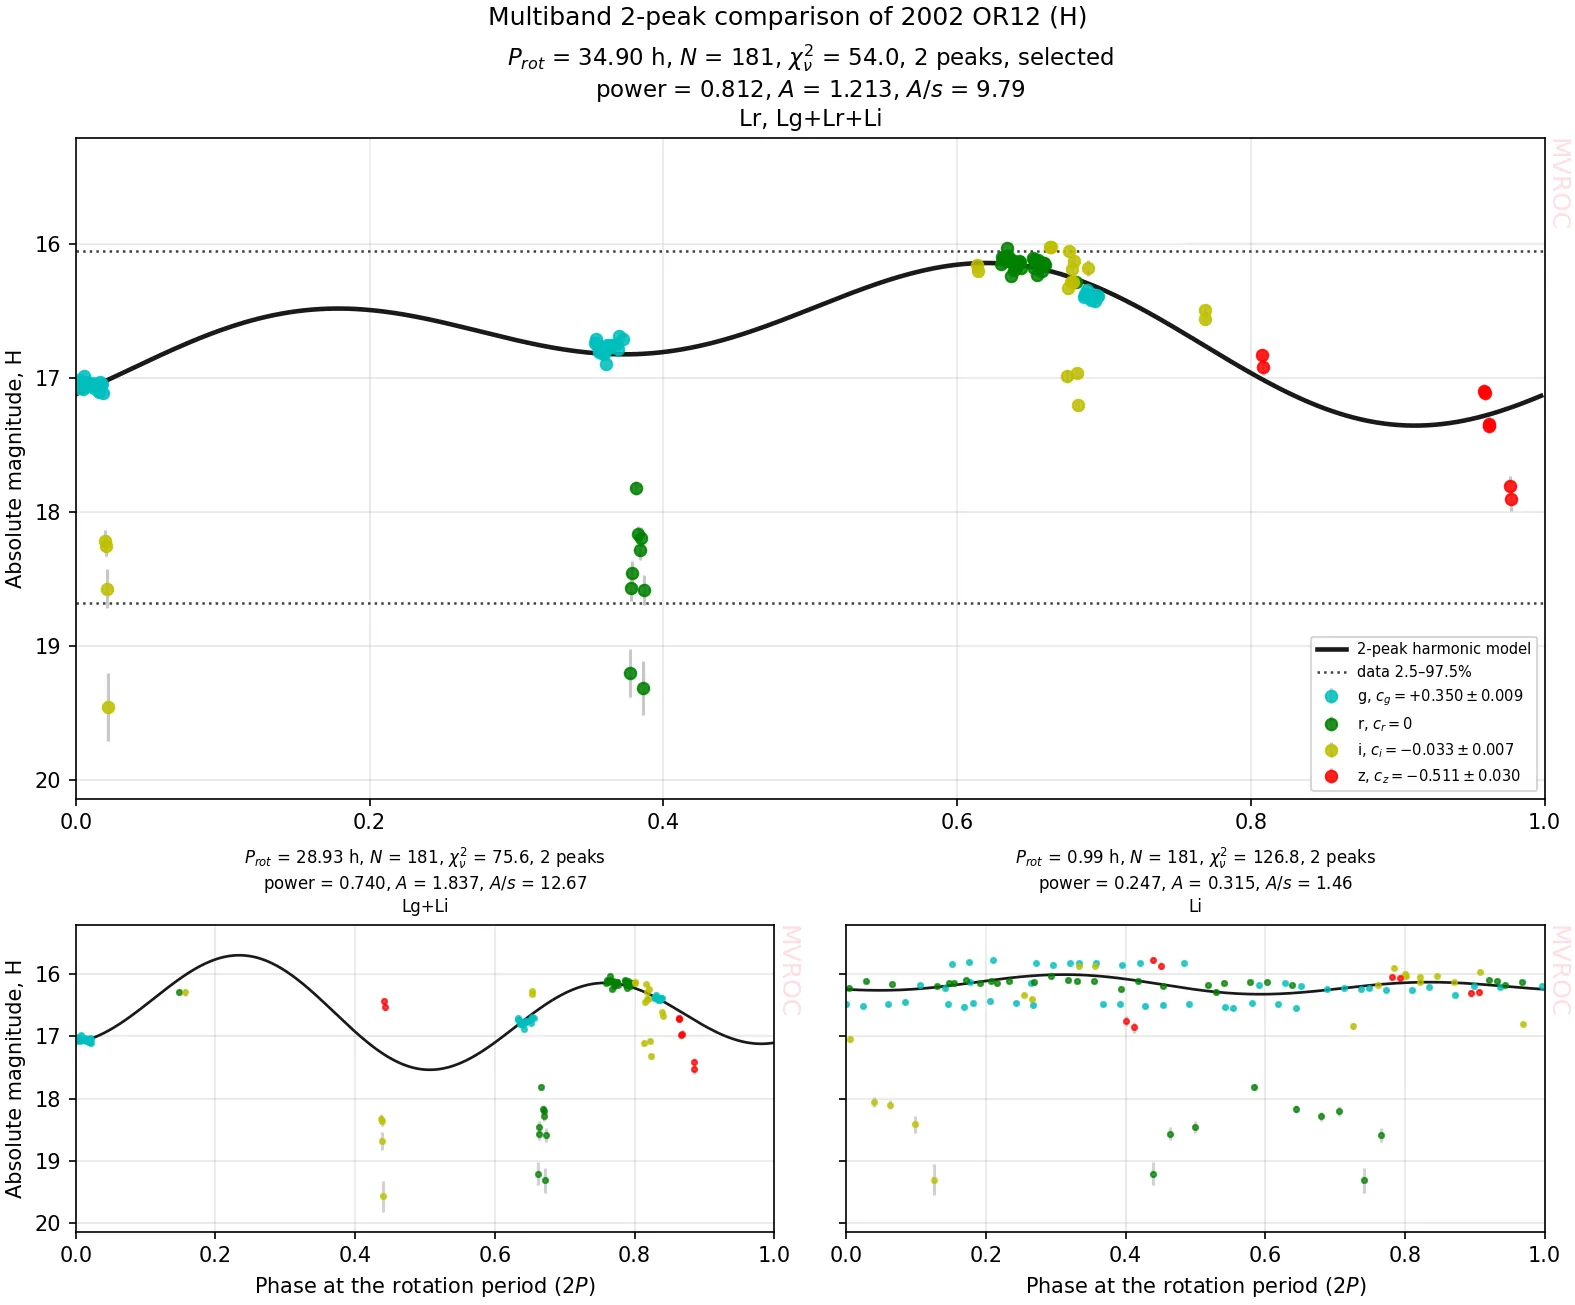 Multiband 2-peak comparison of 2002 OR12 (H)
P_rot = 34.90 h, N = 181, χ²_ν = 54.0, 2 peaks, selected
power = 0.812, A = 1.213, A/s = 9.79
Lr, Lg+Lr+Li
MVROC
Absolute magnitude, H
16
17
18
19
20
2-peak harmonic model
data 2.5–97.5%
g, c_g = +0.350 ± 0.009
r, c_r = 0
i, c_i = −0.033 ± 0.007
z, c_z = −0.511 ± 0.030
0.0 0.2 0.4 0.6 0.8 1.0
P_rot = 28.93 h, N = 181, χ²_ν = 75.6, 2 peaks
power = 0.740, A = 1.837, A/s = 12.67
Lg+Li
MVROC
Absolute magnitude, H
16
17
18
19
20
0.0 0.2 0.4 0.6 0.8 1.0
Phase at the rotation period (2P)
P_rot = 0.99 h, N = 181, χ²_ν = 126.8, 2 peaks
power = 0.247, A = 0.315, A/s = 1.46
Li
MVROC
0.0 0.2 0.4 0.6 0.8 1.0
Phase at the rotation period (2P)